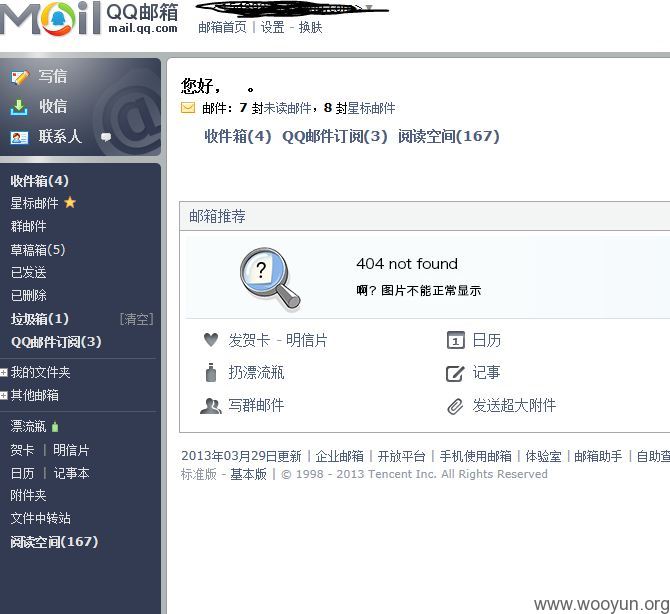 Mail QQ邮箱
mail.qq.com
邮箱首页 | 设置 - 换肤
写信
收信
联系人
收件箱(4)
星标邮件
群邮件
草稿箱(5)
已发送
已删除
垃圾箱(1) [清空]
QQ邮件订阅(3)
我的文件夹
其他邮箱
漂流瓶
贺卡 | 明信片
日历 | 记事本
附件夹
文件中转站
阅读空间(167)
您好， 。
邮件：7 封未读邮件，8 封星标邮件
收件箱(4) QQ邮件订阅(3) 阅读空间(167)
邮箱推荐
?
404 not found
啊？图片不能正常显示
发贺卡 - 明信片
1 日历
扔漂流瓶
记事
写群邮件
发送超大附件
2013年03月29日更新 | 企业邮箱 | 开放平台 | 手机使用邮箱 | 体验室 | 邮箱助手 | 自助查
标准版 - 基本版 | © 1998 - 2013 Tencent Inc. All Rights Reserved
www.wooyun.org